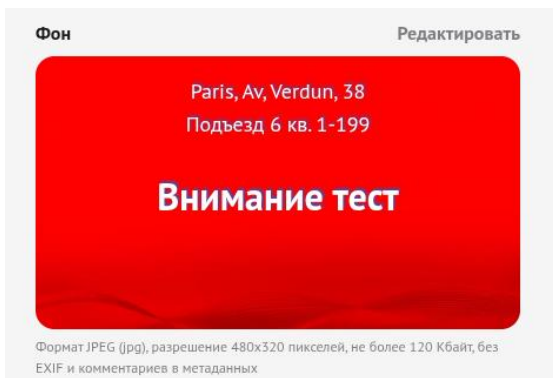 Фон
Редактировать
Paris, Av, Verdun, 38
Подъезд 6 кв. 1-199
Внимание тест
Формат JPEG (jpg), разрешение 480x320 пикселей, не более 120 Кбайт, без
EXIF и комментариев в метаданных